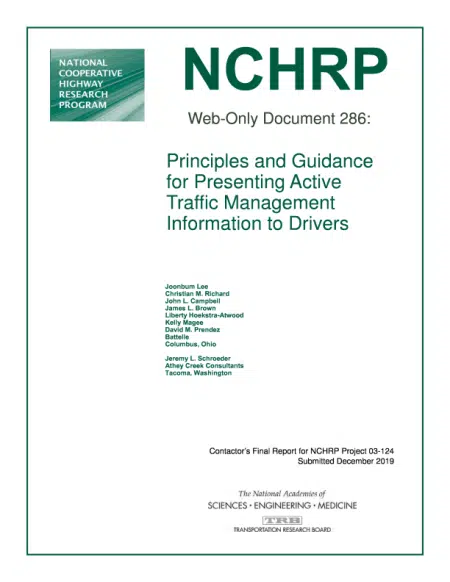 NATIONAL
COOPERATIVE
HIGHWAY
RESEARCH
PROGRAM
NCHRP
Web-Only Document 286:
Principles and Guidance
for Presenting Active
Traffic Management
Information to Drivers
Joonbum Lee
Christian M. Richard
John L. Campbell
James L. Brown
Liberty Hoekstra-Atwood
Kelly Magee
David M. Prendez
Battelle
Columbus, Ohio
Jeremy L. Schroeder
Athey Creek Consultants
Tacoma, Washington
Contactor's Final Report for NCHRP Project 03-124
Submitted December 2019
The National Academies of
SCIENCES • ENGINEERING • MEDICINE
TRB
TRANSPORTATION RESEARCH BOARD